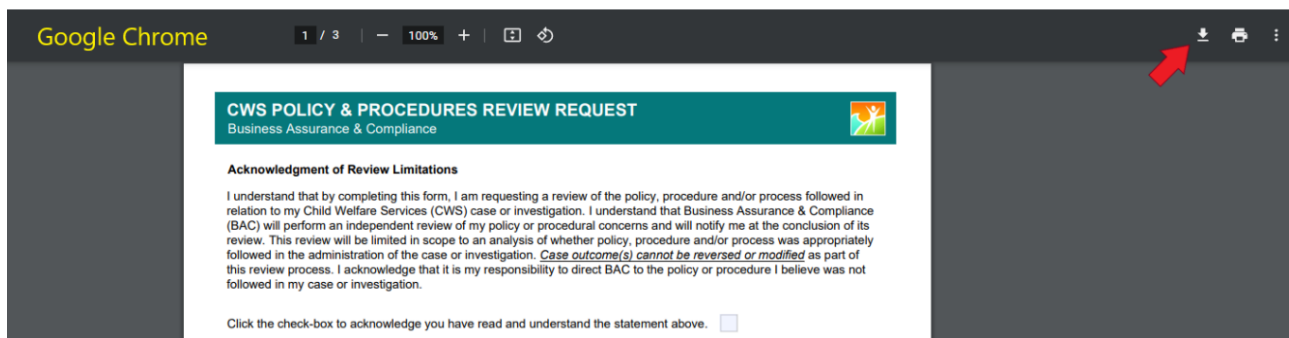 Google Chrome 1 / 3 | — 100% + |
CWS POLICY & PROCEDURES REVIEW REQUEST
Business Assurance & Compliance
Acknowledgment of Review Limitations
I understand that by completing this form, I am requesting a review of the policy, procedure and/or process followed in
relation to my Child Welfare Services (CWS) case or investigation. I understand that Business Assurance & Compliance
(BAC) will perform an independent review of my policy or procedural concerns and will notify me at the conclusion of its
review. This review will be limited in scope to an analysis of whether policy, procedure and/or process was appropriately
followed in the administration of the case or investigation. Case outcome(s) cannot be reversed or modified as part of
this review process. I acknowledge that it is my responsibility to direct BAC to the policy or procedure I believe was not
followed in my case or investigation.
Click the check-box to acknowledge you have read and understand the statement above.